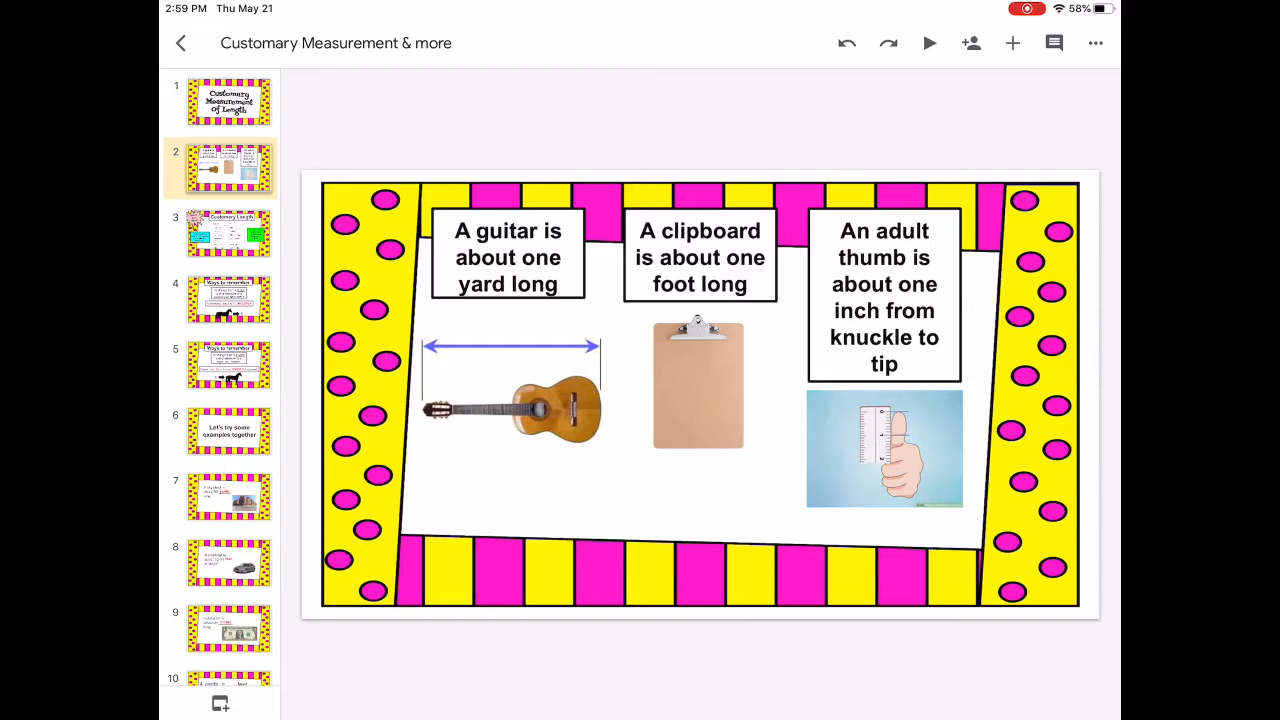 2:59 PM Thu May 21
58%
Customary Measurement & more
1
Customary
Measurement
of Length
2
3
Customary Length
4
Ways to remember
5
Ways to remember
6
Let's try some
examples together
7
8
9
10
A guitar is
about one
yard long
A clipboard
is about one
foot long
An adult
thumb is
about one
inch from
knuckle to
tip
0
1
2